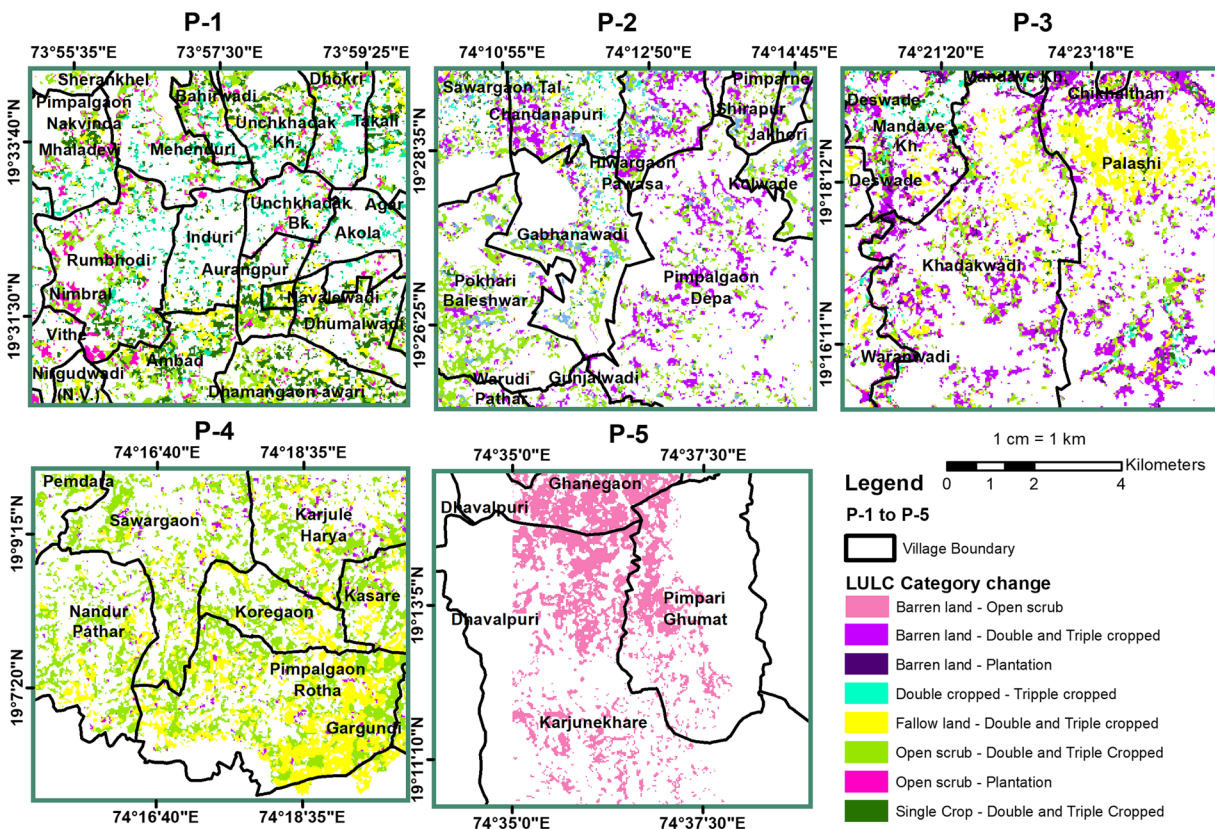 P-1
73°55'35"E 73°57'30"E 73°59'25"E
19°33'40"N
19°31'30"N
Sherankhel
Dhokri
Pimpalgaon
Nakvinda
Bahirwadi
Unchkhadak
Kh.
Takali
Mhaladevi
Mehenduri
Unchkhadak
Bk.
Agar
Induri
Akola
Rumbhodi
Aurangpur
Nimbral
Navalewadi
Dhumalwadi
Vithe
Ambad
Nirgudwadi
(N.V.)
Dhamangaon-awari
P-2
74°10'55"E 74°12'50"E 74°14'45"E
19°28'35"N
19°26'25"N
Sawargaon Tal
Pimparne
Chandanapuri
Shirapur
Jakhori
Hiwargaon
Pawasa
Kolwade
Gabhanawadi
Pokhari
Baleshwar
Pimpalgaon
Depa
Warudi
Pathar
Gunjalwadi
P-3
74°21'20"E 74°23'18"E
19°18'12"N
19°16'11"N
Mandave Kh.
Chikhalthan
Deswade
Mandave
Kh.
Palashi
Deswade
Khadakwadi
Waranwadi
P-4
74°16'40"E 74°18'35"E
19°9'15"N
19°7'20"N
Pemdara
Sawargaon
Karjule
Harya
Kasare
Nandur
Pathar
Koregaon
Pimpalgaon
Rotha
Gargundi
74°16'40"E 74°18'35"E
P-5
74°35'0"E 74°37'30"E
19°13'5"N
19°11'10"N
Ghanegaon
Dhavalpuri
Dhavalpuri
Pimpari
Ghumat
Karjunekhare
74°35'0"E 74°37'30"E
1 cm = 1 km
Kilometers
0 1 2 4
Legend
P-1 to P-5
Village Boundary
LULC Category change
Barren land - Open scrub
Barren land - Double and Triple cropped
Barren land - Plantation
Double cropped - Tripple cropped
Fallow land - Double and Triple cropped
Open scrub - Double and Triple Cropped
Open scrub - Plantation
Single Crop - Double and Triple Cropped